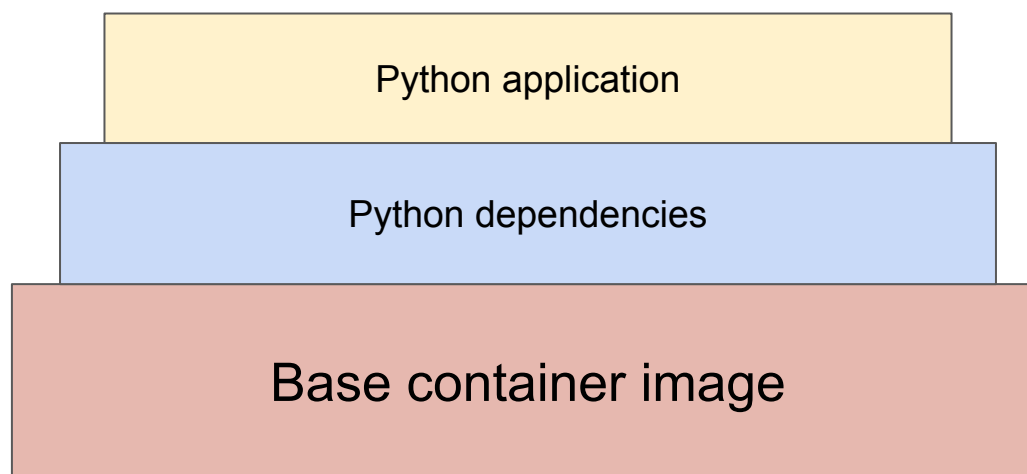 Python application
Python dependencies
Base container image